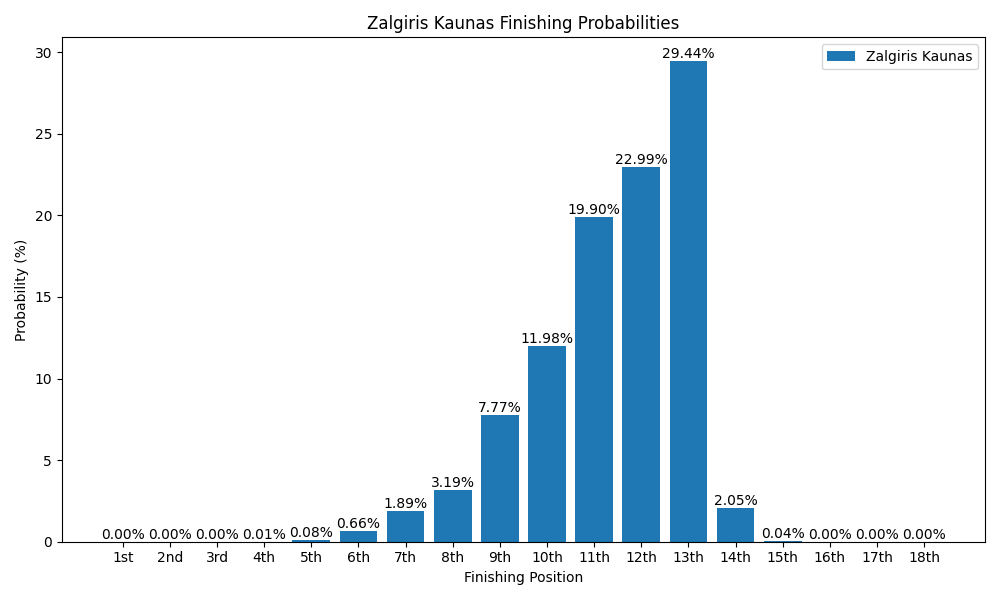 Zalgiris Kaunas Finishing Probabilities
Zalgiris Kaunas
Probability (%)
30
25
20
15
10
5
0
0.00% 0.00% 0.00% 0.01% 0.08% 0.66% 1.89% 3.19% 7.77% 11.98% 19.90% 22.99% 29.44% 2.05% 0.04% 0.00% 0.00% 0.00%
1st 2nd 3rd 4th 5th 6th 7th 8th 9th 10th 11th 12th 13th 14th 15th 16th 17th 18th
Finishing Position